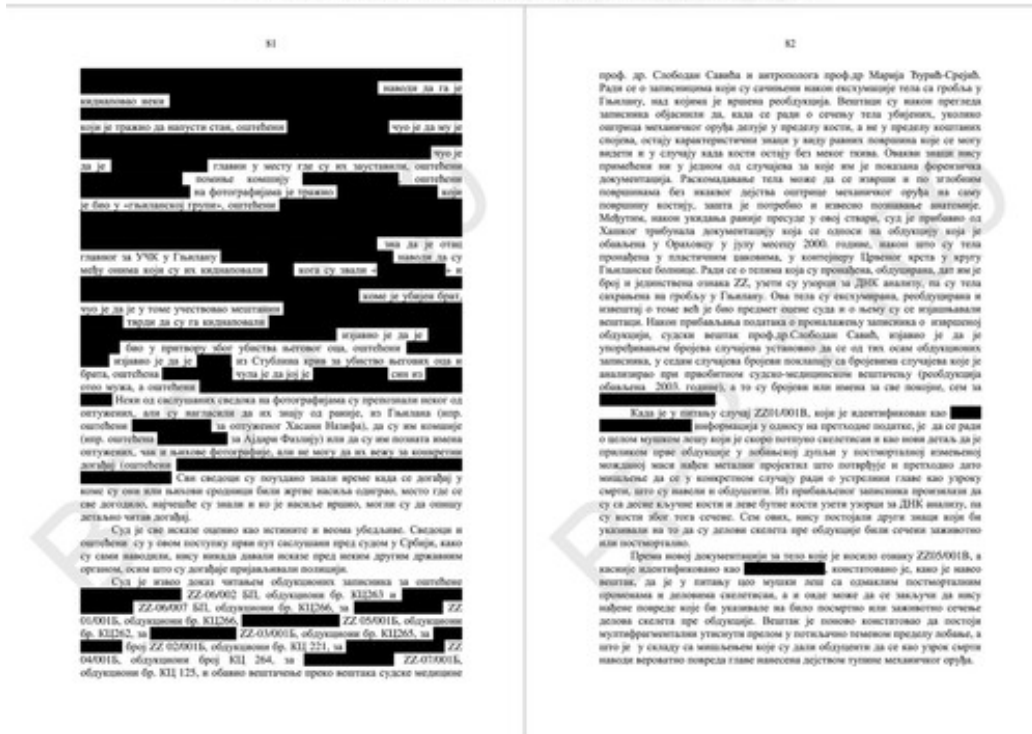 81
наводи да га је
киднаповао неки
који је тражио да напусти стан, оштећени
чуо је да му је
чуо је
да је главни у месту где су их зауставили, оштећени
помиње комшију , оштећени
на фотографијама је тражио који
је био у «гњиланској групи», оштећени
зна да је отац
главног за УЧК у Гњилану наводи да су
међу онима који су их киднаповали кога су звали « » и
коме је убијен брат,
чуо је да је у томе учествовао мештанин
тврди да су га киднаповали
изјавио је да је
био у притвору због убиства његовог оца, оштећени
изјавио је да је из Стублина крив за убиство његових оца и
брата, оштећена чула је да јој је син из
отео мужа, а оштећени
Неки од саслушаних сведока на фотографијама су препознали неког од
оптужених, али су нагласили да их знају од раније, из Гњилана (нпр.
оштећени за оптуженог Хасани Назифа), да су им комшије
(нпр. оштећена за Ајдари Фазлију) или да су им позната имена
оптужених, чак и њихове фотографије, али не могу да их вежу за конкретни
догађај (оштећени
Сви сведоци су поуздано знали време када се догађај у
коме су они или њихови сродници били жртве насиља одиграо, место где се
све догодило, најчешће су знали и ко је насиље вршио, могли су да опишу
детаљно читав догађај.
Суд је све исказе оценио као истините и веома убедљиве. Сведоци и
оштећени су у овом поступку први пут саслушани пред судом у Србији, како
су сами наводили, нису никада давали исказе пред неким другим државним
органом, осим што су догађаје пријављивали полицији.
Суд је извео доказ читањем обдукционих записника за оштећене
ZZ-06/002 БП, обдукциони бр. КЦ263 и
ZZ-06/007 БП, обдукциони бр. КЦ266, за ZZ
01/001Б, обдукциони бр. КЦ266, ZZ 05/001Б, обдукциони
бр. КЦ262, за ZZ-03/001Б, обдукциони бр. КЦ265, за
број ZZ 02/001Б, обдукциони бр. КЦ 221, за ZZ
04/001Б, обдукциони број КЦ 264, за ZZ-07/001Б,
обдукциони бр. КЦ 125, и обавио вештачење преко вештака судске медицине
82
проф. др. Слободан Савића и антрополога проф.др Марија Ђурић-Срејић.
Ради се о записницима који су сачињени након ексхумације тела са гробља у
Гњилану, над којима је вршена реобдукција. Вештаци су након прегледа
записника објаснили да, када се ради о сечењу тела убијених, уколико
оштрица механичког оруђа делује у пределу кости, а не у пределу коштаних
спојева, остају карактеристични знаци у виду равних површина које се могу
видети и у случају када кости остају без меког ткива. Овакви знаци нису
примећени ни у једном од случајева за које им је показана форензичка
документација. Раскомадавање тела може да се изврши и по зглобним
површинама без икаквог дејства оштрице механичког оруђа на саму
површину костију, зашта је потребно и извесно познавање анатомије.
Међутим, након укидања раније пресуде у овој ствари, суд је прибавио од
Хашког трибунала документацију која се односи на обдукцију која је
обављена у Ораховцу у јулу месецу 2000. године, након што су тела
пронађена у пластичним џаковима, у контејнеру Црвеног крста у кругу
Гњиланске болнице. Ради се о телима која су пронађена, обдуцирана, дат им је
број и јединствена ознака ZZ, узети су узорци за ДНК анализу, па су тела
сахрањена на гробљу у Гњилану. Ова тела су ексхумирана, реобдуцирана и
извештај о томе већ је био предмет оцене суда и о њему су се изјашњавали
вештаци. Након прибављања података о проналажењу записника о извршеној
обдукцији, судски вештак проф.др.Слободан Савић, изјавио је да је
упоређивањем бројева случајева установио да се од тих осам обдукционих
записника, у седам случајева бројеви поклапају са бројевима случајева које је
анализирао при првобитном судско-медицинском вештачењу (реобдукција
обављена 2003. године), а то су бројеви или имена за све покојне, сем за
Када је у питању случај ZZ01/001B, који је идентификован као
информација у односу на претходне податке, је да се ради
о целом мушком лешу који је скоро потпуно скелетисан и као нови детаљ да је
приликом прве обдукције у лобањској дупљи у постморталној измењеној
можданој маси нађен метални пројектил што потврђује и претходно дато
мишљење да се у конкретном случају ради о устрелини главе као узроку
смрти, што су навели и обдуценти. Из прибављеног записника произилази да
су са десне кључне кости и леве бутне кости узети узорци за ДНК анализу, па
су кости због тога сечене. Сем ових, нису постојали други знаци који би
указивали на то да су делови скелета пре обдукције били сечени заживотно
или постмортално.
Према новој документацији за тело које је носило ознаку ZZ05/001B, а
касније идентификовано као , констатовано је, како је навео
вештак, да је у питању цео мушки леш са одмаклим постморталним
променама и деловима скелетисан, а и овде може да се закључи да нису
нађене повреде које би указивале на било посмртно или заживотно сечење
делова скелета пре обдукције. Вештак је поново констатовао да постоји
мултифрагментални утиснути прелом у потиљачно теменом пределу лобање, а
што је у складу са мишљењем које су дали обдуценти да се као узрок смрти
наводи вероватно повреда главе нанесена дејством тупине механичког оруђа.